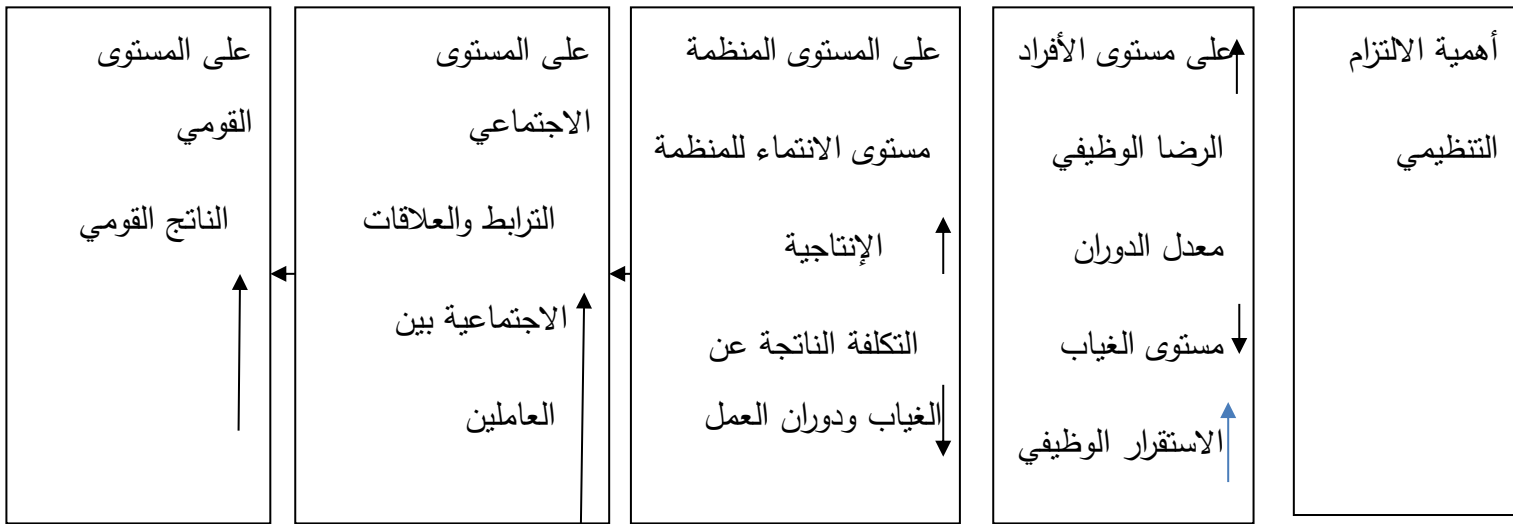 أهمية الالتزام
التنظيمي
على مستوى الأفراد
الرضا الوظيفي
معدل الدوران
مستوى الغياب
الاستقرار الوظيفي
على المستوى المنظمة
مستوى الانتماء للمنظمة
الإنتاجية
التكلفة الناتجة عن
الغياب ودوران العمل
على المستوى
الاجتماعي
الترابط والعلاقات
الاجتماعية بين
العاملين
على المستوى
القومي
الناتج القومي